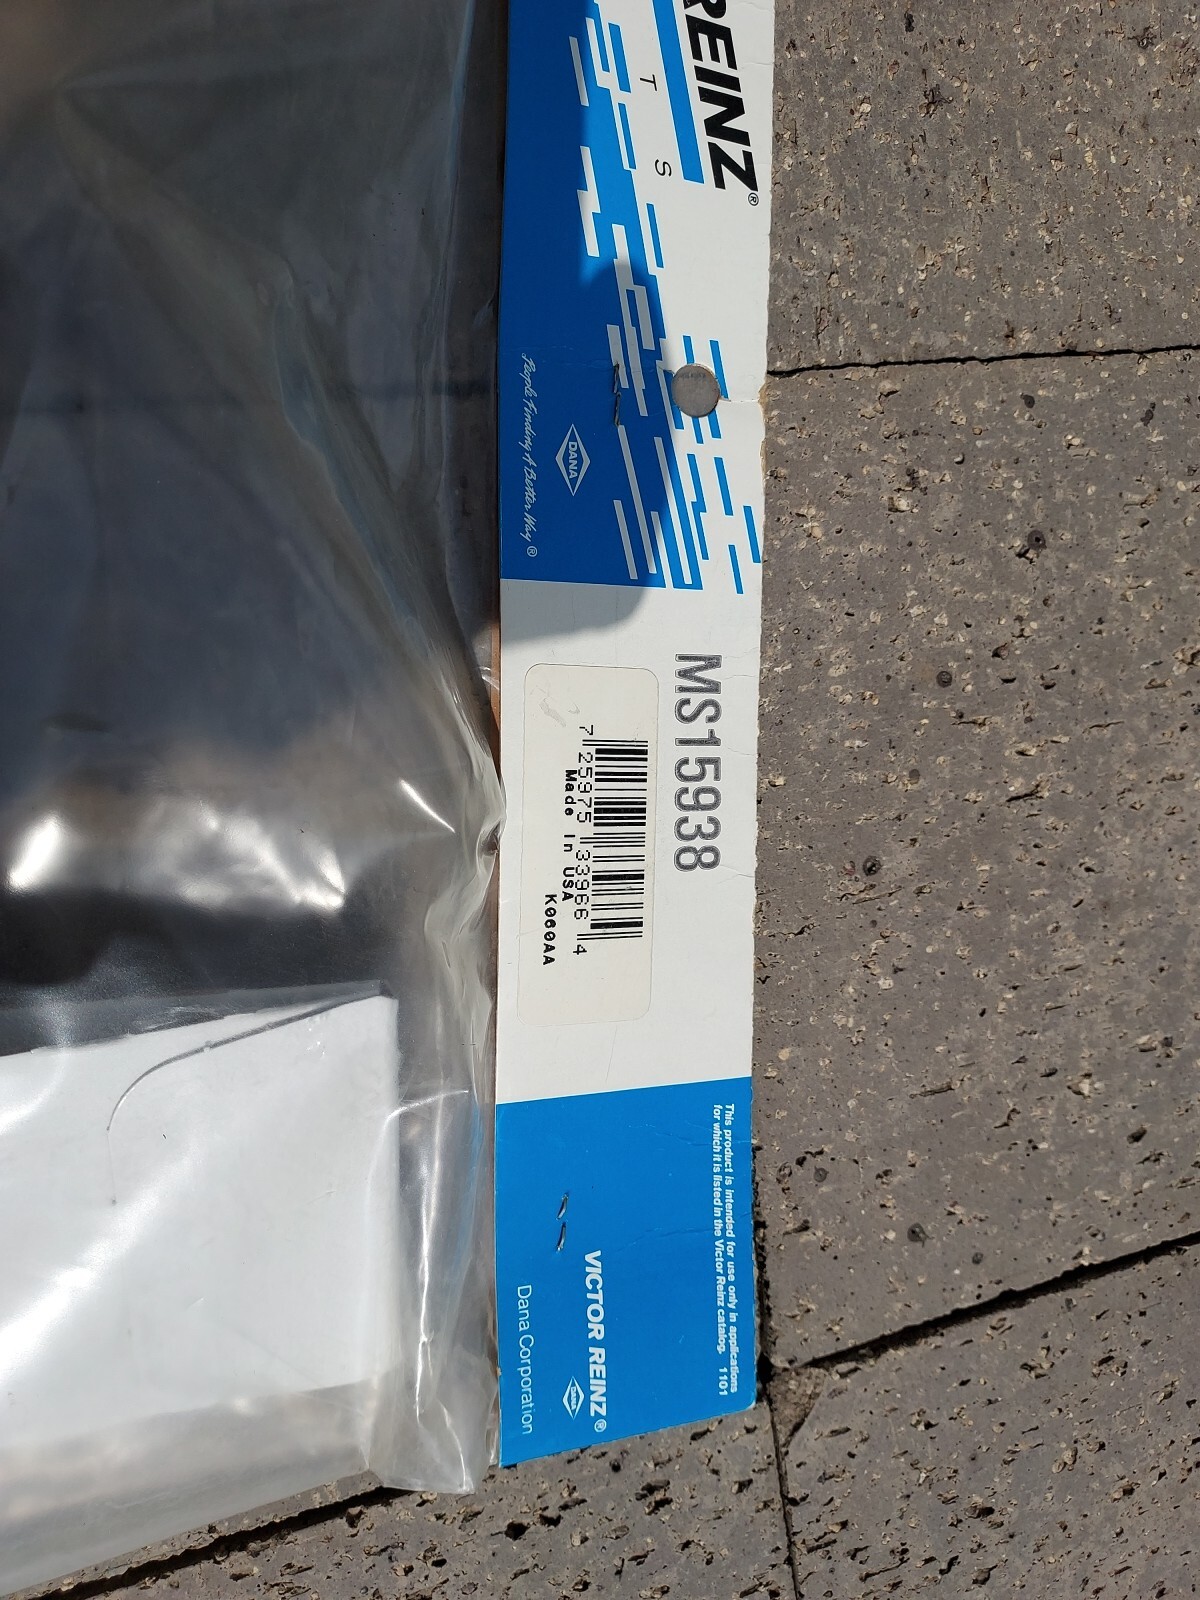 REINZ®
T S
People Finding A Better Way®
DANA
MS15938
7 25975 33966 4
Made In USA
K060AA
This product is intended for use only in applications
for which it is listed in the Victor Reinz catalog. 1101
VICTOR REINZ®
DANA
Dana Corporation